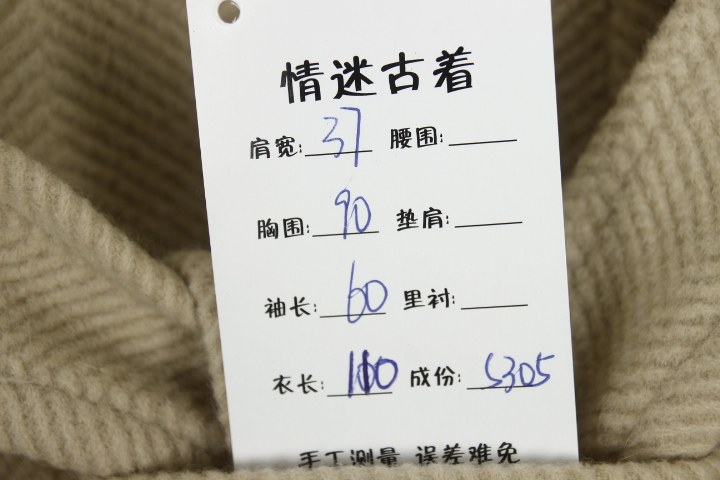 情迷古着
肩宽: 37 腰围:
胸围: 90 垫肩:
袖长: 60 里衬:
衣长: 110 成份: S305
手工测量 误差难免